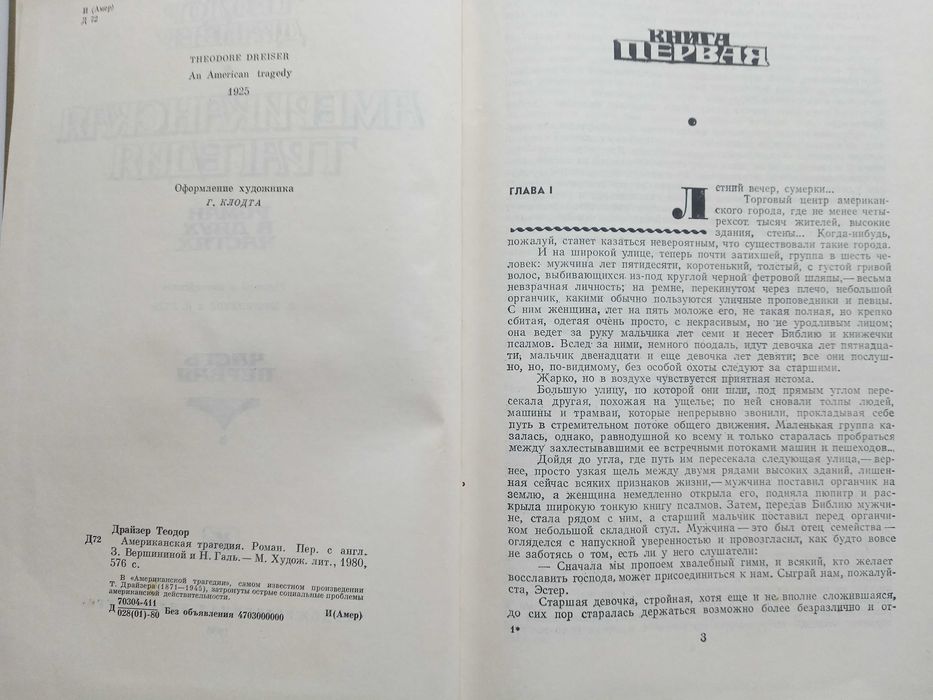 И (Амер)
Д 72
THEODORE DREISER
An American tragedy
1925
Оформление художника
Г. КЛОДТА
Драйзер Теодор
Д72 Американская трагедия. Роман. Пер. с англ.
З. Вершининой и Н. Галь.— М. Худож. лит., 1980,
576 с.
В «Американской трагедии», самом известном произведении
Т. Драйзера (1871—1945), затронуты острые социальные проблемы
американской действительности.
Д 70304-411
028(01)-80 Без объявления 4703000000 И(Амер)
КНИГА
ПЕРВАЯ
ГЛАВА I
Летний вечер, сумерки...
Торговый центр американ-
ского города, где не менее четы-
рехсот тысяч жителей, высокие
здания, стены... Когда-нибудь,
пожалуй, станет казаться невероятным, что существовали такие города.
И на широкой улице, теперь почти затихшей, группа в шесть че-
ловек: мужчина лет пятидесяти, коротенький, толстый, с густой гривой
волос, выбивающихся из-под круглой черной фетровой шляпы,— весьма
невзрачная личность; на ремне, перекинутом через плечо, небольшой
органчик, какими обычно пользуются уличные проповедники и певцы.
С ним женщина, лет на пять моложе его, не такая полная, но крепко
сбитая, одетая очень просто, с некрасивым, но не уродливым лицом;
она ведет за руку мальчика лет семи и несет Библию и книжечки
псалмов. Вслед за ними, немного поодаль, идут девочка лет пятнадца-
ти, мальчик двенадцати и еще девочка лет девяти; все они послуш-
но, но, по-видимому, без особой охоты следуют за старшими.
Жарко, но в воздухе чувствуется приятная истома.
Большую улицу, по которой они шли, под прямым углом пере-
секала другая, похожая на ущелье; по ней сновали толпы людей,
машины и трамваи, которые непрерывно звонили, прокладывая себе
путь в стремительном потоке общего движения. Маленькая группа ка-
залась, однако, равнодушной ко всему и только старалась пробраться
между захлестывавшими ее встречными потоками машин и пешеходов...
Дойдя до угла, где путь им пересекала следующая улица,— вер-
нее, просто узкая щель между двумя рядами высоких зданий, лишен-
ная сейчас всяких признаков жизни,— мужчина поставил органчик на
землю, а женщина немедленно открыла его, подняла пюпитр и рас-
крыла широкую тонкую книгу псалмов. Затем, передав Библию мужчи-
не, стала рядом с ним, а старший мальчик поставил перед органчи-
ком небольшой складной стул. Мужчина — это был отец семейства —
огляделся с напускной уверенностью и провозгласил, как будто вовсе
не заботясь о том, есть ли у него слушатели:
— Сначала мы пропоем хвалебный гимн, и всякий, кто желает
восславить господа, может присоединиться к нам. Сыграй нам, пожалуй-
ста, Эстер.
Старшая девочка, стройная, хотя еще и не вполне сложившаяся,
до сих пор старалась держаться возможно более безразлично и от-
1*
3